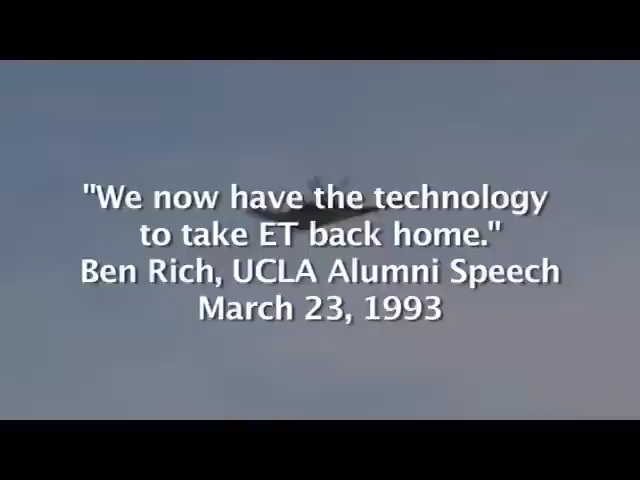 "We now have the technology
to take ET back home."
Ben Rich, UCLA Alumni Speech
March 23, 1993